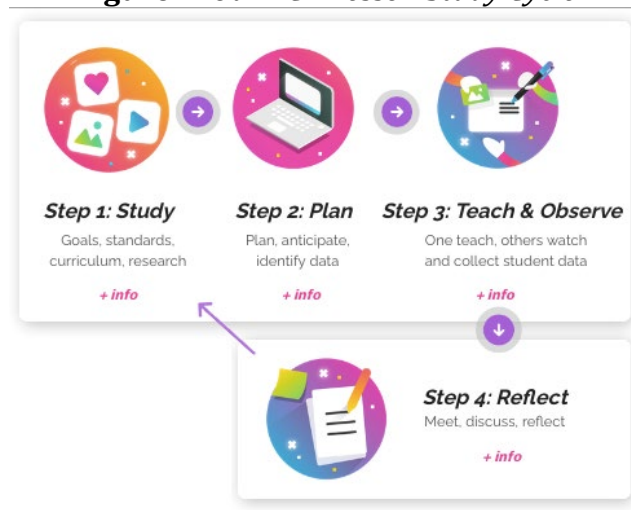 Step 1: Study
Goals, standards,
curriculum, research
+ info
Step 2: Plan
Plan, anticipate,
identify data
+ info
Step 3: Teach & Observe
One teach, others watch
and collect student data
+ info
Step 4: Reflect
Meet, discuss, reflect
+ info